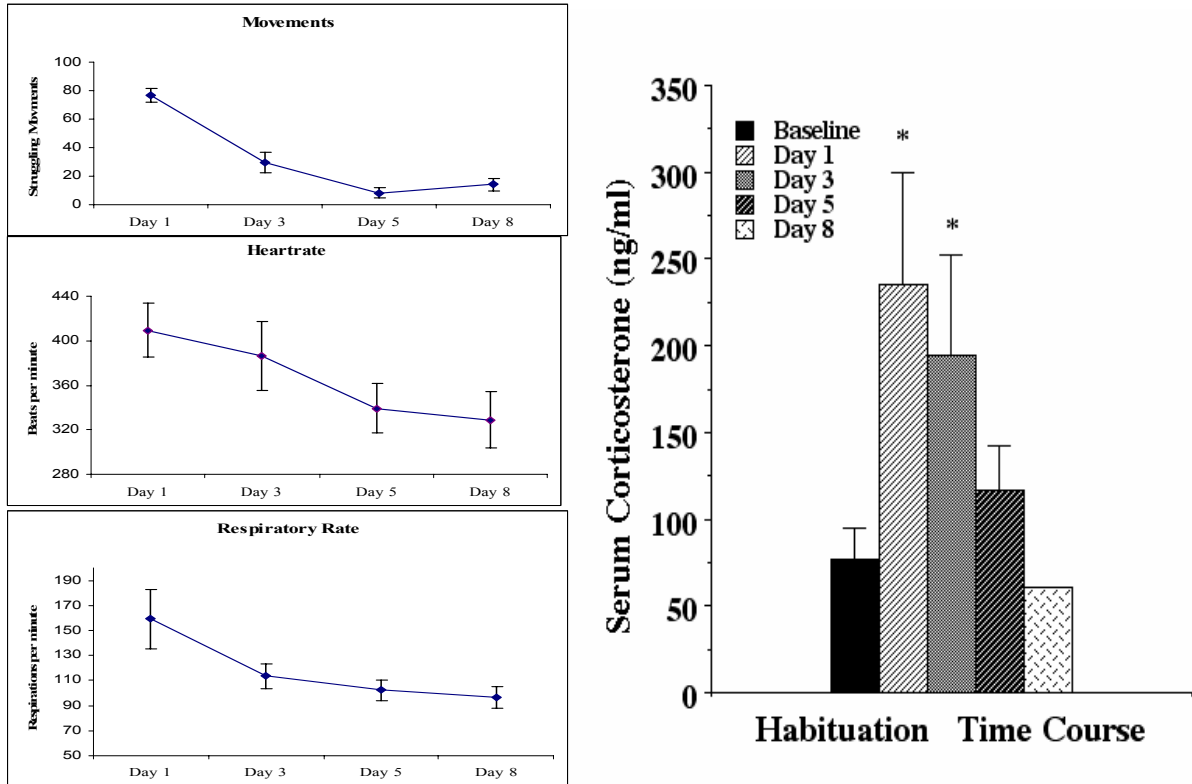 Movements
Struggling Movments
100
80
60
40
20
0
Day 1 Day 3 Day 5 Day 8
Heartrate
Beats per minute
440
400
360
320
280
Day 1 Day 3 Day 5 Day 8
Respiratory Rate
Respirations per minute
190
170
150
130
110
90
70
50
Day 1 Day 3 Day 5 Day 8
Serum Corticosterone (ng/ml)
350
300
250
200
150
100
50
0
Baseline
Day 1
Day 3
Day 5
Day 8
*
*
Habituation Time Course